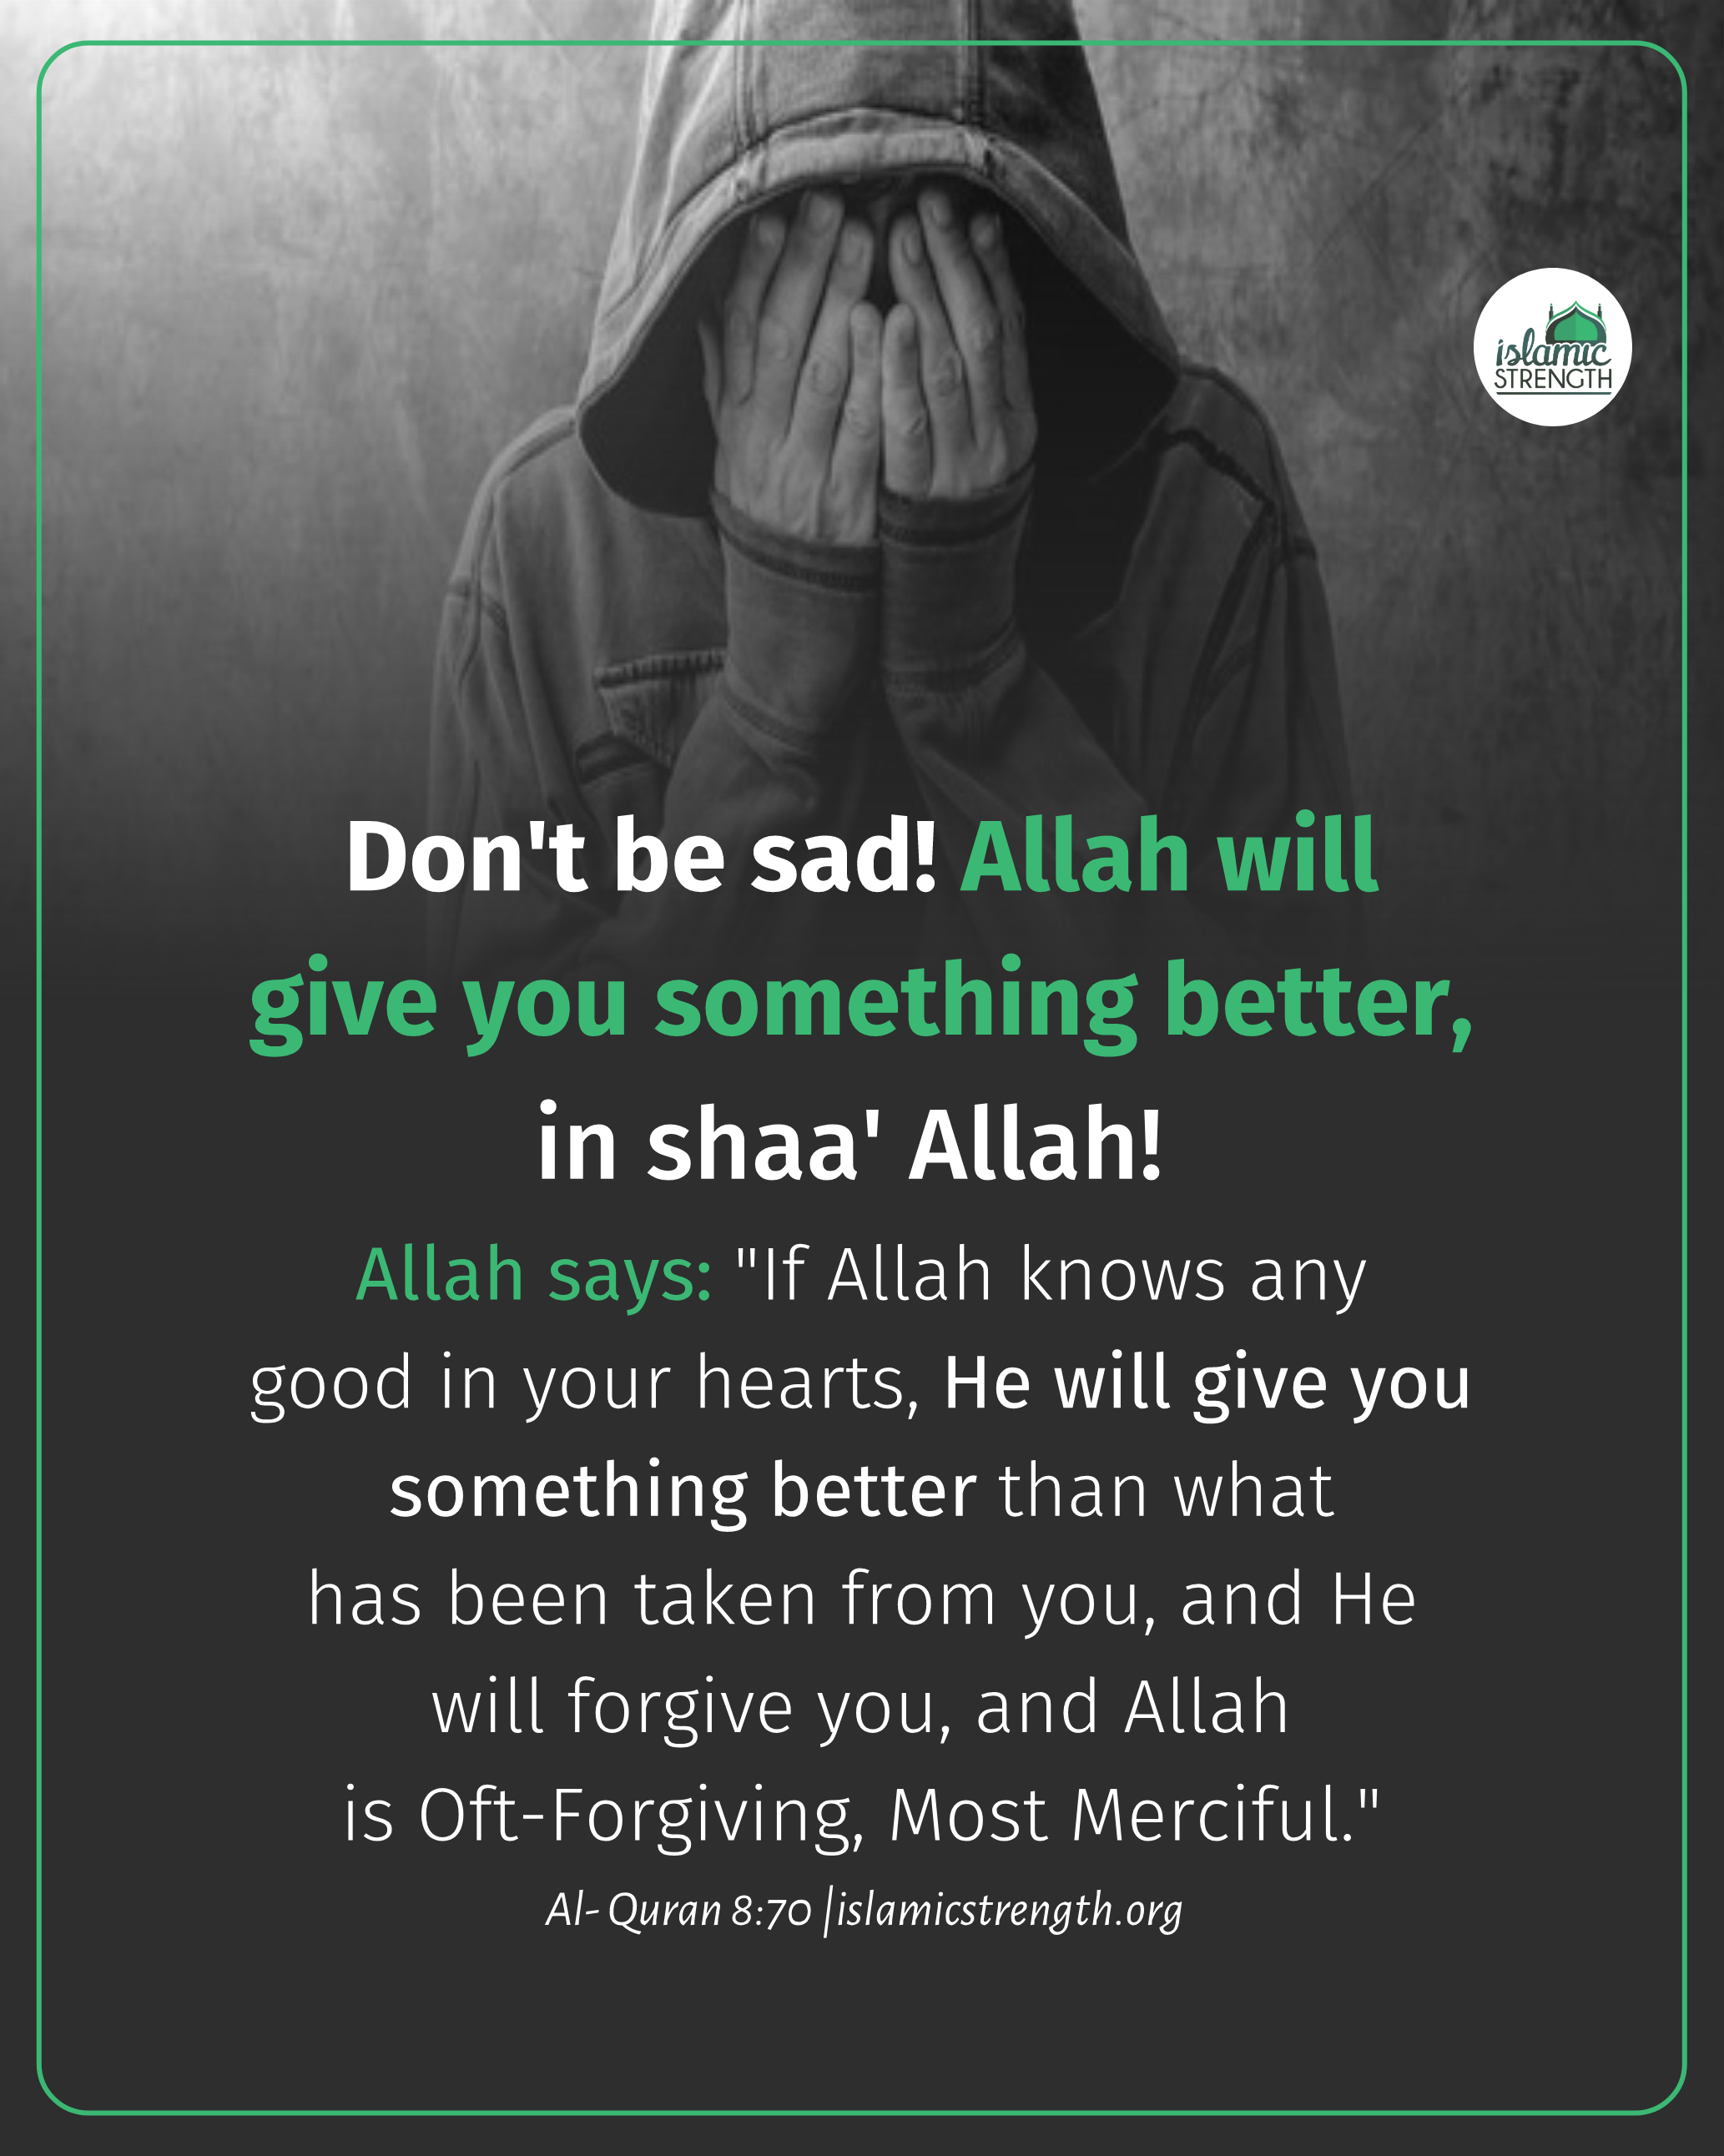 islamic
STRENGTH
Don't be sad! Allah will
give you something better,
in shaa' Allah!
Allah says: "If Allah knows any
good in your hearts, He will give you
something better than what
has been taken from you, and He
will forgive you, and Allah
is Oft-Forgiving, Most Merciful."
Al- Quran 8:70 |islamicstrength.org